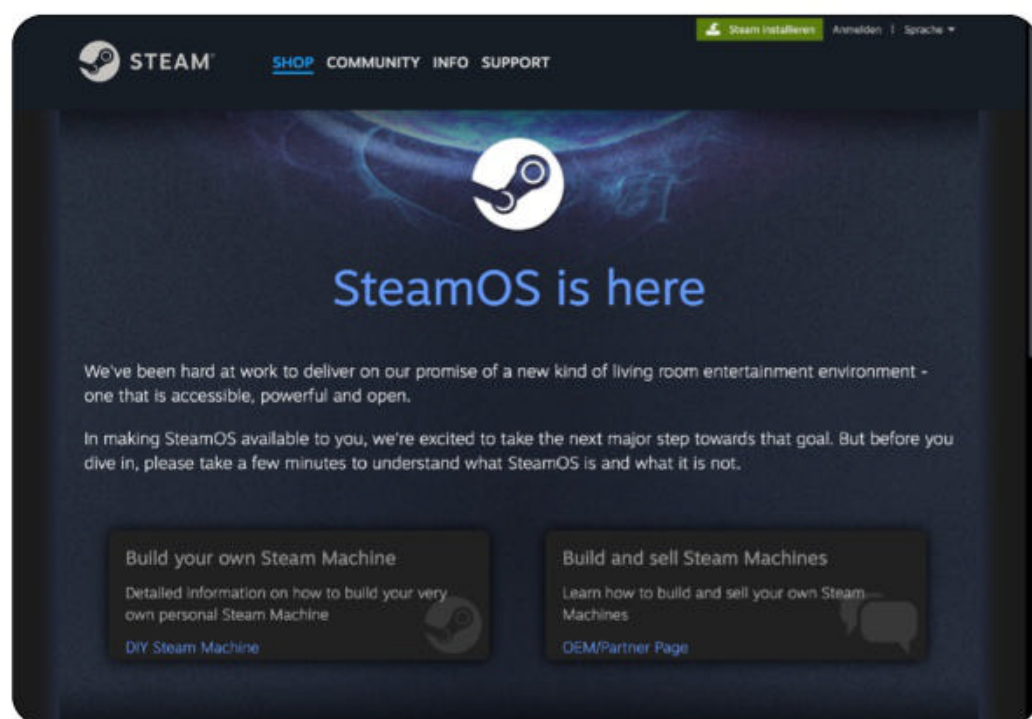 Steam installieren Anmelden | Sprache
STEAM® SHOP COMMUNITY INFO SUPPORT
SteamOS is here
We've been hard at work to deliver on our promise of a new kind of living room entertainment environment -
one that is accessible, powerful and open.
In making SteamOS available to you, we're excited to take the next major step towards that goal. But before you
dive in, please take a few minutes to understand what SteamOS is and what it is not.
Build your own Steam Machine
Detailed information on how to build your very
own personal Steam Machine
DIY Steam Machine
Build and sell Steam Machines
Learn how to build and sell your own Steam
Machines
OEM/Partner Page